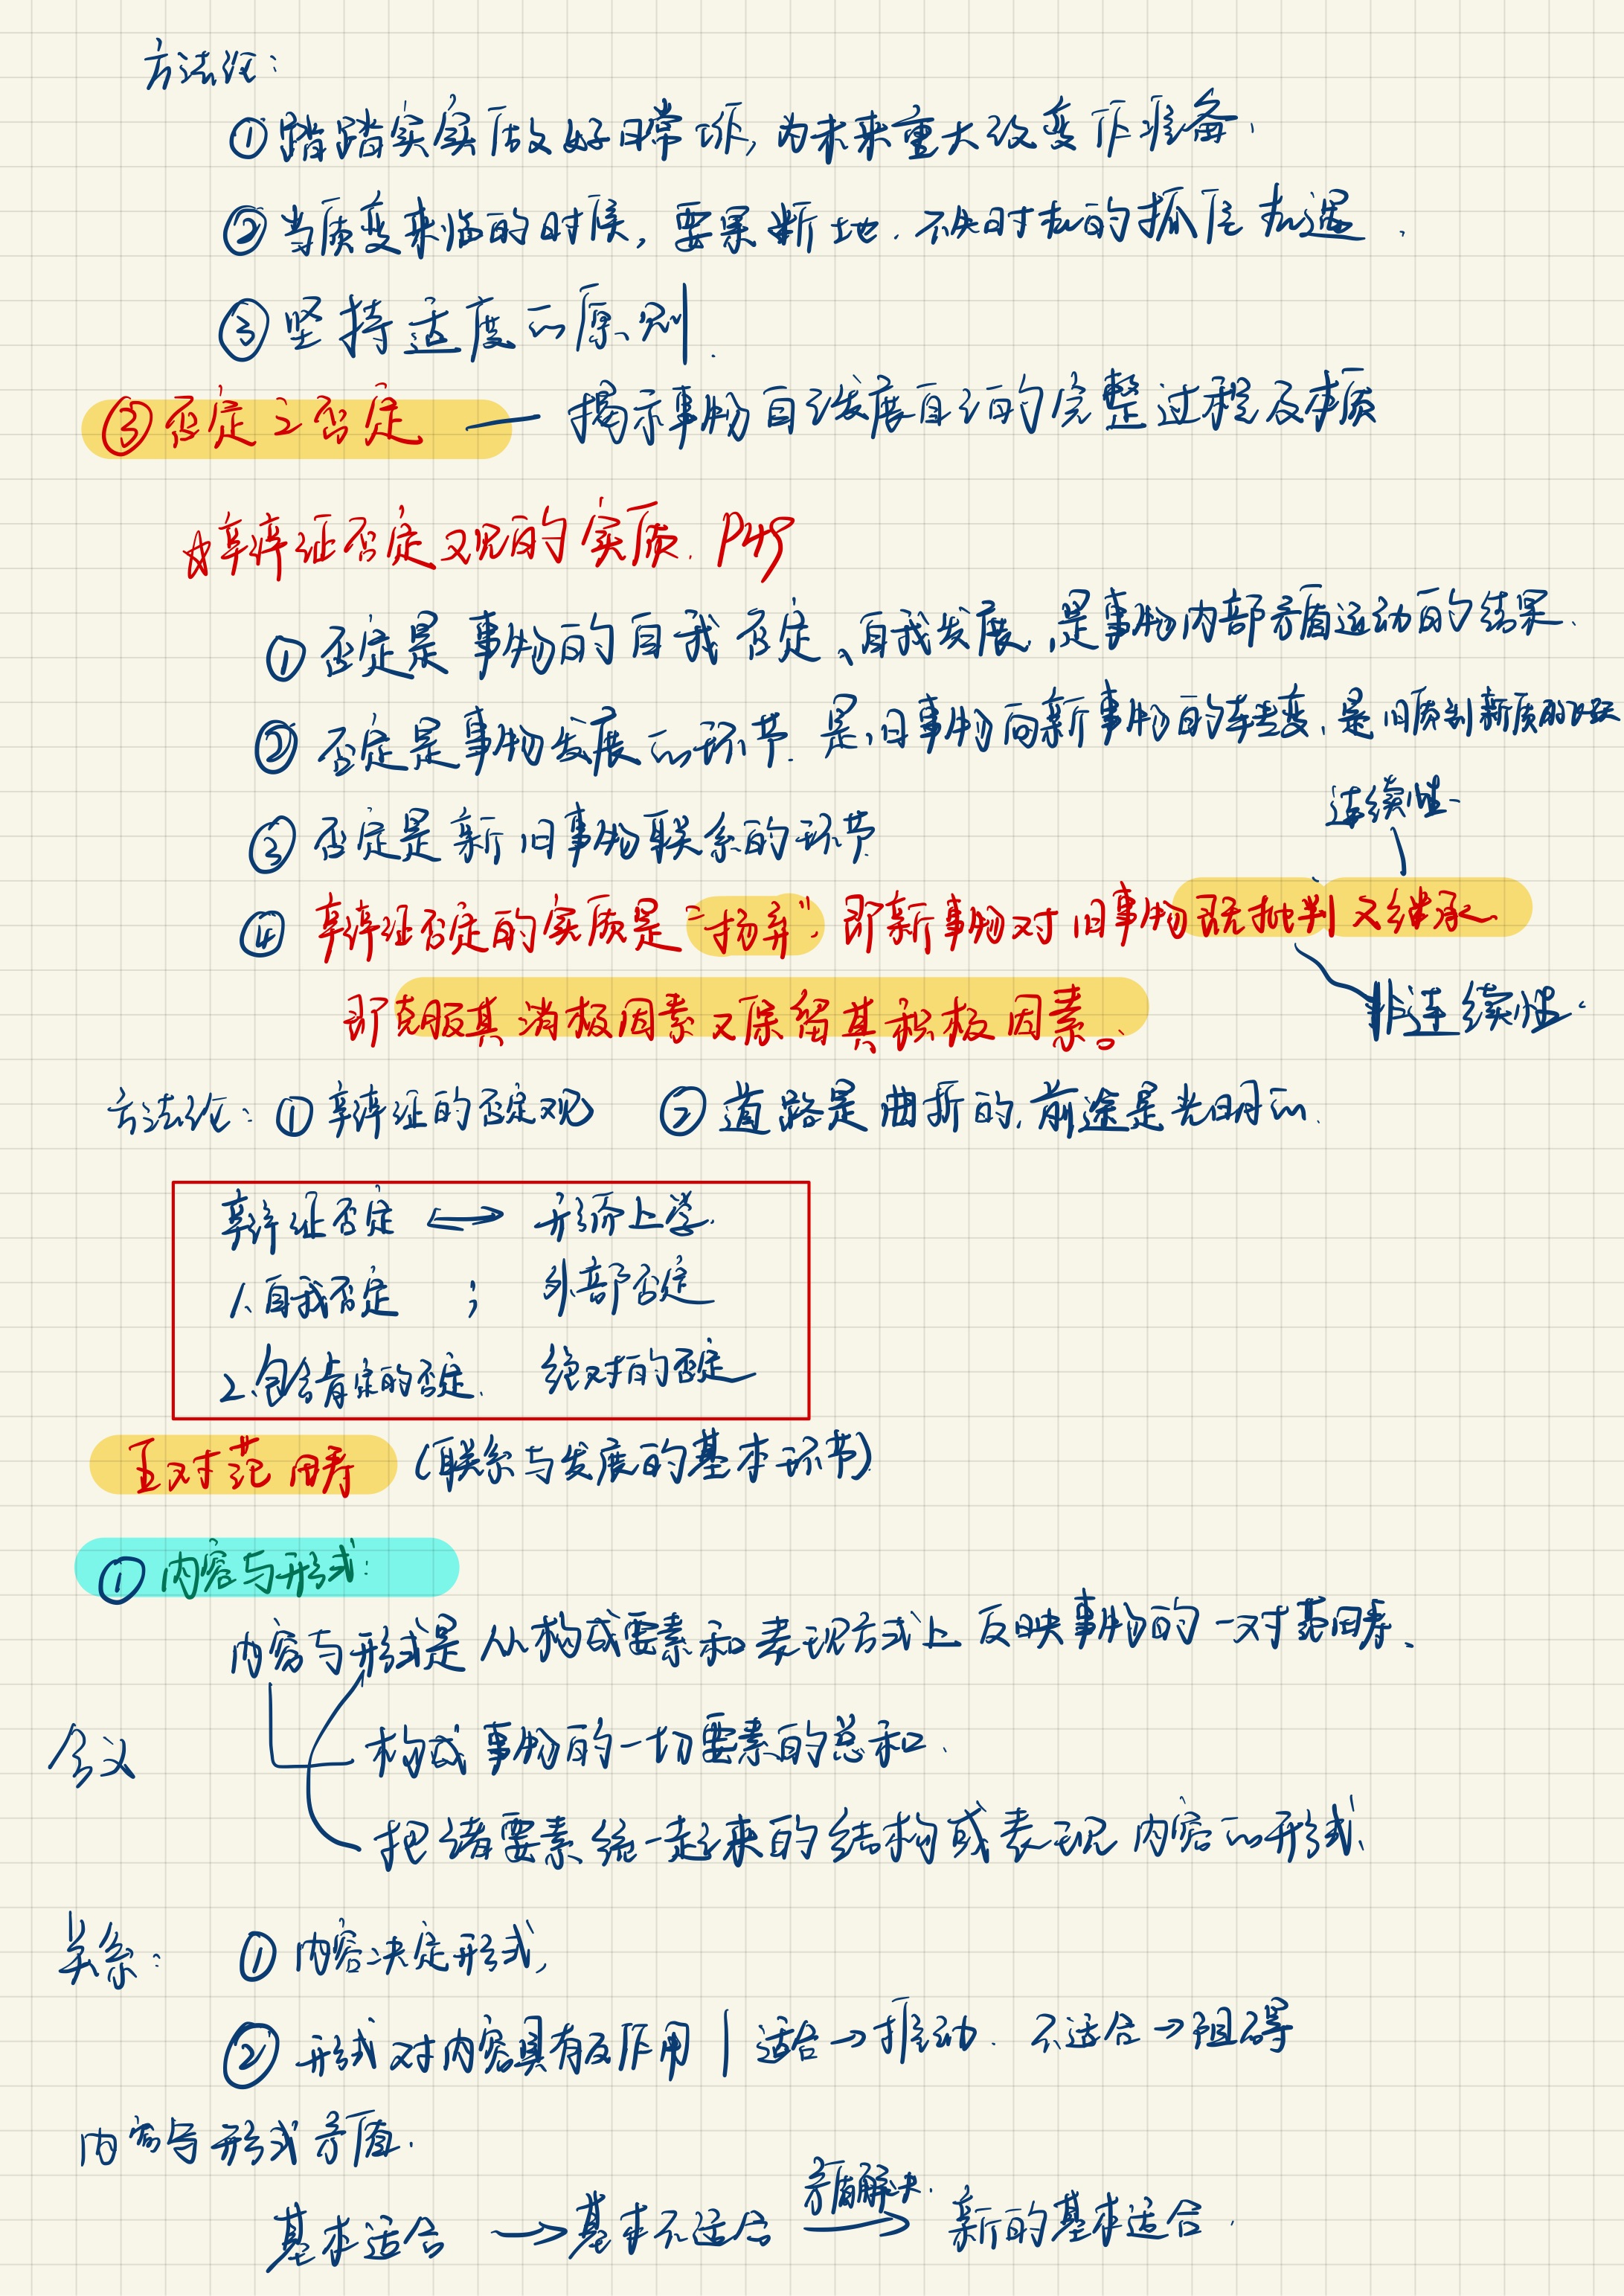 方法论：
①踏踏实实做好日常工作，为未来重大改变作准备.
②当质变来临的时候，要果断地.不失时机的抓住机遇.
③坚持适度的原则.
③否定之否定 —— 揭示事物自己发展自己的完整过程及本质
☆辩证否定观的实质. P45
①否定是事物的自我否定、自我发展，是事物内部矛盾运动的结果.
②否定是事物发展的环节. 是旧事物向新事物的转变，是旧质到新质的飞跃
连续性
③否定是新旧事物联系的环节
④辩证否定的实质是“扬弃”，即新事物对旧事物既批判又继承
非连续性.
即克服其消极因素又保留其积极因素。
方法论：①辩证的否定观 ②道路是曲折的.前途是光明的.
辩证否定 ⟷ 形而上学.
1.自我否定 ； 外部否定
2.包含肯定的否定. 绝对的否定
五对范畴 (联系与发展的基本环节)
①内容与形式：
内容与形式是从构成要素和表现方式上反映事物的一对范畴.
含义
构成事物的一切要素的总和.
把诸要素统一起来的结构或表现内容的形式.
关系： ①内容决定形式,
②形式对内容具有反作用 | 适合→推动. 不适合→阻碍
内容与形式矛盾.
矛盾解决.
基本适合 → 基本不适合 → 新的基本适合.